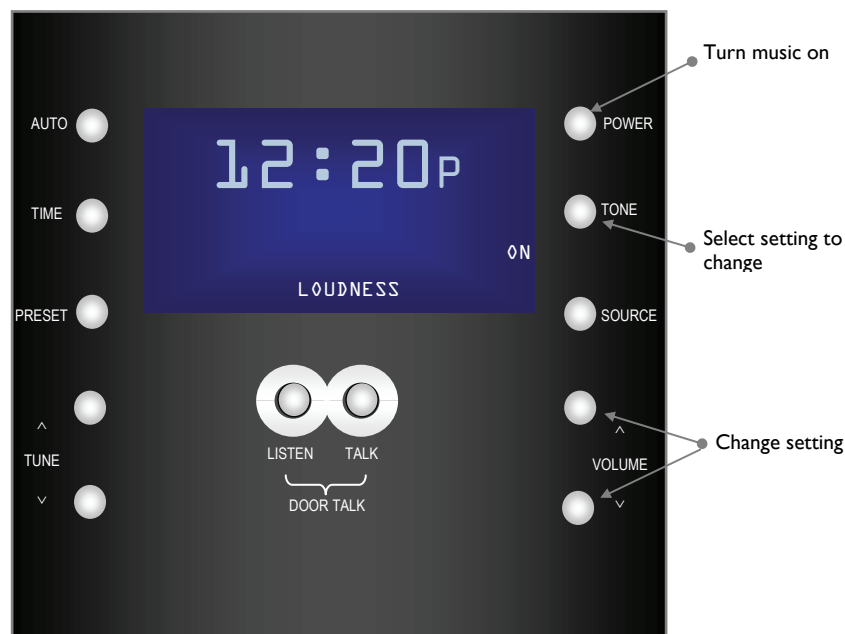 Turn music on
AUTO
POWER
12:20P
TIME
TONE
ON
Select setting to
change
LOUDNESS
PRESET
SOURCE
^
^
Change setting
LISTEN TALK
TUNE
VOLUME
DOOR TALK